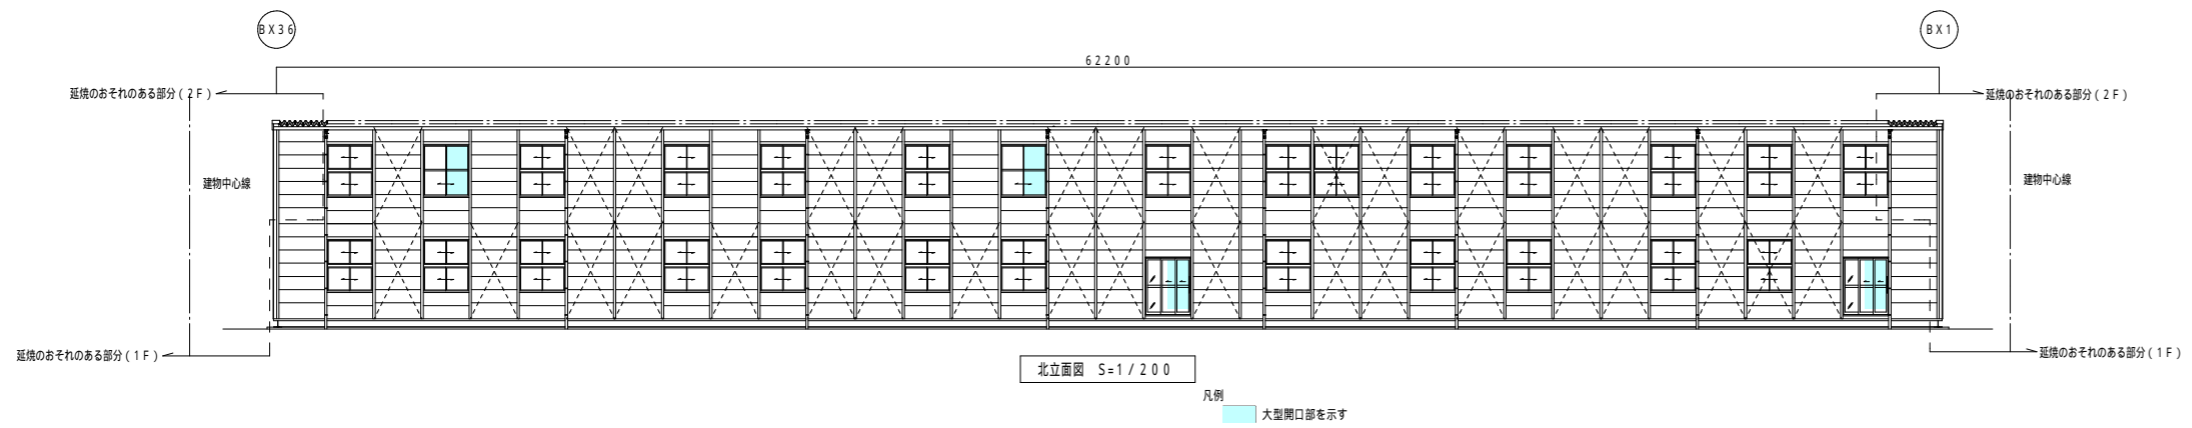 BX36
BX1
62200
延焼のおそれのある部分(2F)
延焼のおそれのある部分(2F)
建物中心線
建物中心線
延焼のおそれのある部分(1F)
延焼のおそれのある部分(1F)
北立面図 S=1/200
凡例
大型開口部を示す